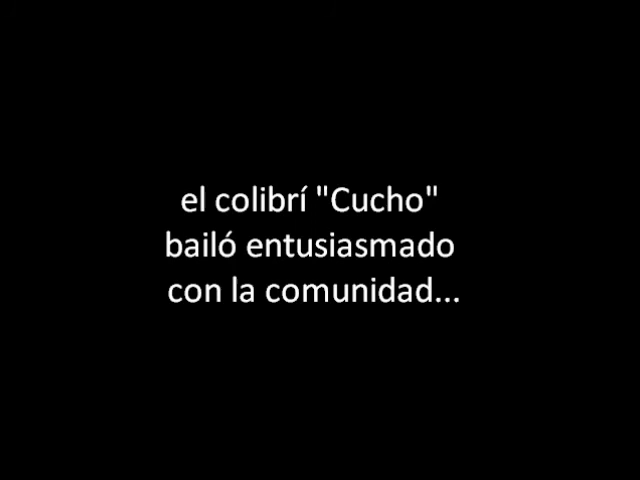 el colibrí "Cucho"
bailó entusiasmado
con la comunidad...